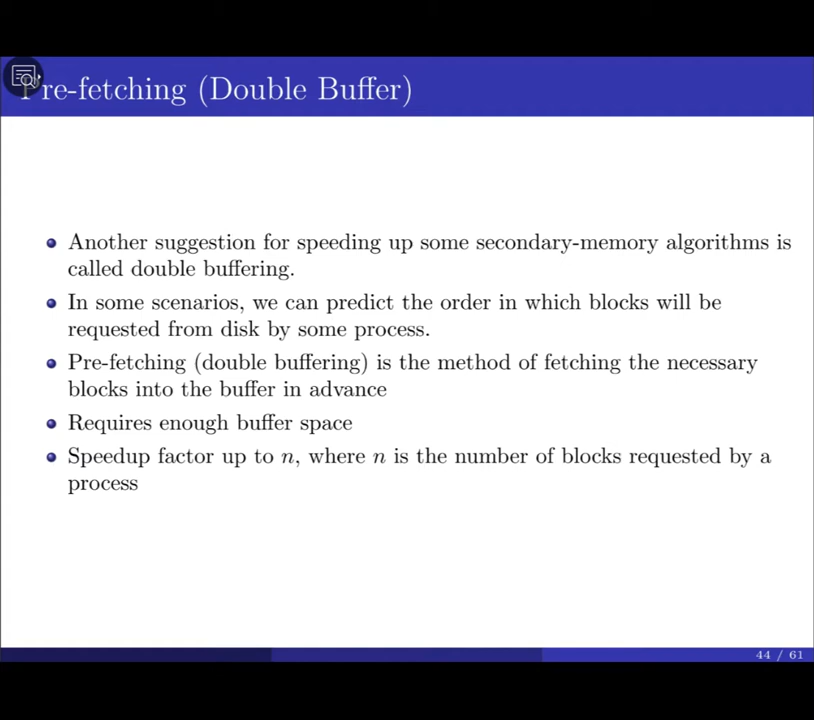 Pre-fetching (Double Buffer)
Another suggestion for speeding up some secondary-memory algorithms is
called double buffering.
In some scenarios, we can predict the order in which blocks will be
requested from disk by some process.
Pre-fetching (double buffering) is the method of fetching the necessary
blocks into the buffer in advance
Requires enough buffer space
Speedup factor up to n, where n is the number of blocks requested by a
process
44 / 61